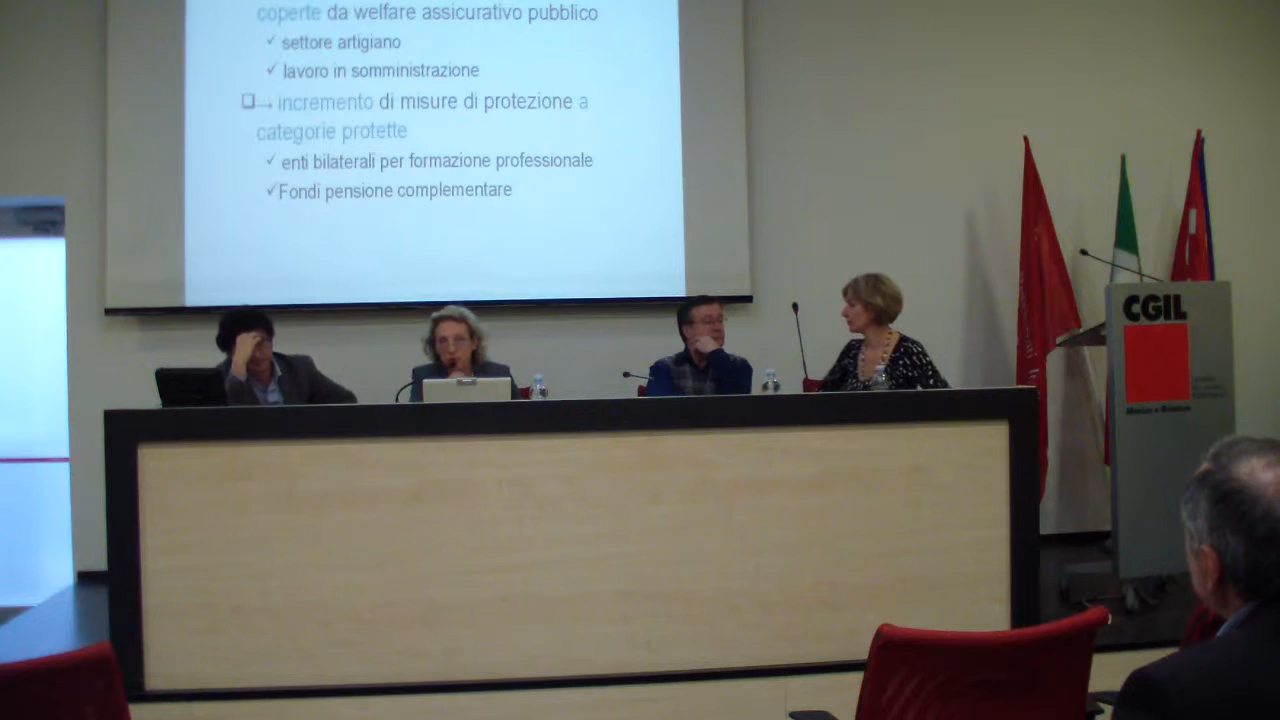 coperte da welfare assicurativo pubblico
✓ settore artigiano
✓ lavoro in somministrazione
❑→ incremento di misure di protezione a
categorie protette
✓ enti bilaterali per formazione professionale
✓Fondi pensione complementare
CGIL